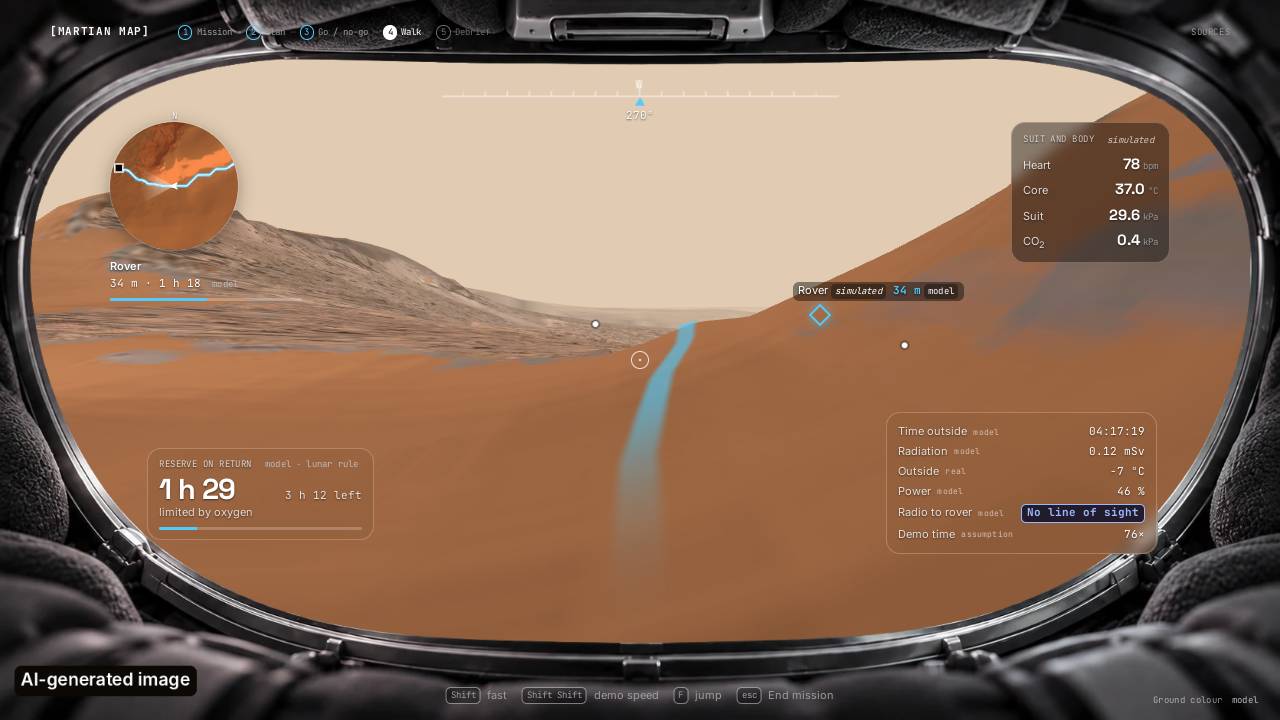 [MARTIAN MAP] 1 Mission 2 Plan 3 Go / no-go 4 Walk 5 Debrief SOURCES
W
270°
N
Rover
34 m · 1 h 18 model
SUIT AND BODY simulated
Heart 78 bpm
Core 37.0 °C
Suit 29.6 kPa
CO2 0.4 kPa
Rover simulated 34 m model
RESERVE ON RETURN model - lunar rule
1 h 29 3 h 12 left
limited by oxygen
Time outside model 04:17:19
Radiation model 0.12 mSv
Outside real -7 °C
Power model 46 %
Radio to rover model No line of sight
Demo time assumption 76×
AI-generated image
Shift fast Shift Shift demo speed F jump esc End mission
Ground colour model